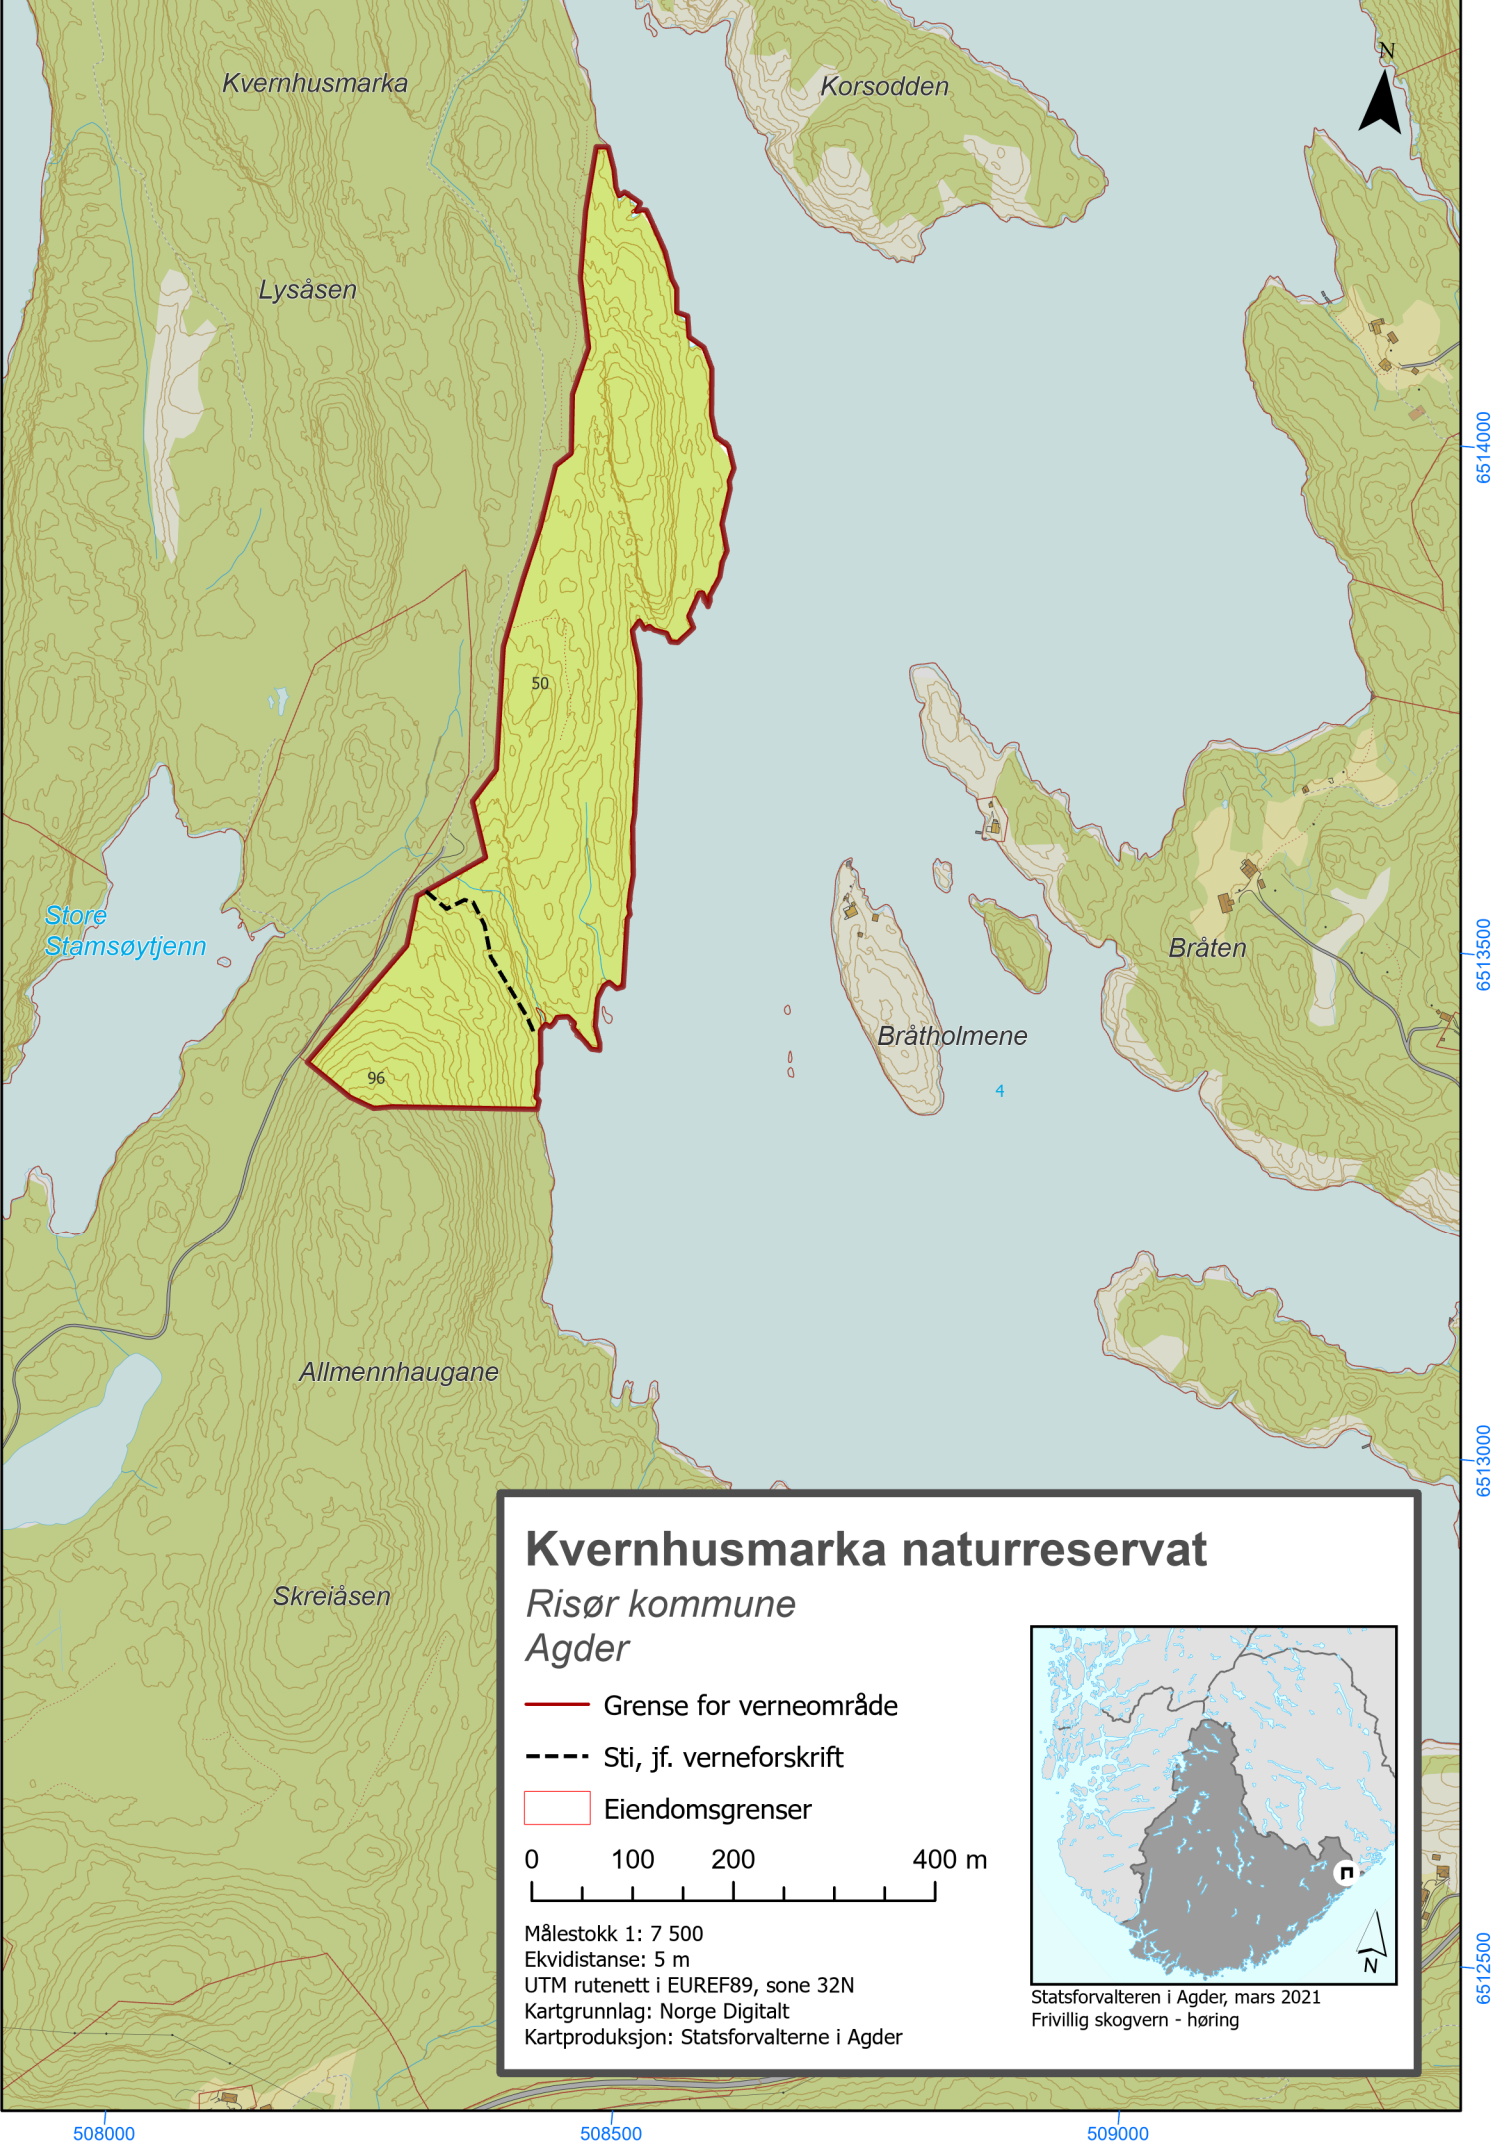 N
Kvernhusmarka
Korsodden
Lysåsen
6514000
50
Store
Stamsøytjenn
Bråten
6513500
Bråtholmene
96
4
Allmennhaugane
6513000
Skreiåsen
Kvernhusmarka naturreservat
Risør kommune
Agder
Grense for verneområde
Sti, jf. verneforskrift
Eiendomsgrenser
0 100 200 400 m
Målestokk 1: 7 500
Ekvidistanse: 5 m
UTM rutenett i EUREF89, sone 32N
Kartgrunnlag: Norge Digitalt
Kartproduksjon: Statsforvalterne i Agder
N
Statsforvalteren i Agder, mars 2021
Frivillig skogvern - høring
6512500
508000 508500 509000